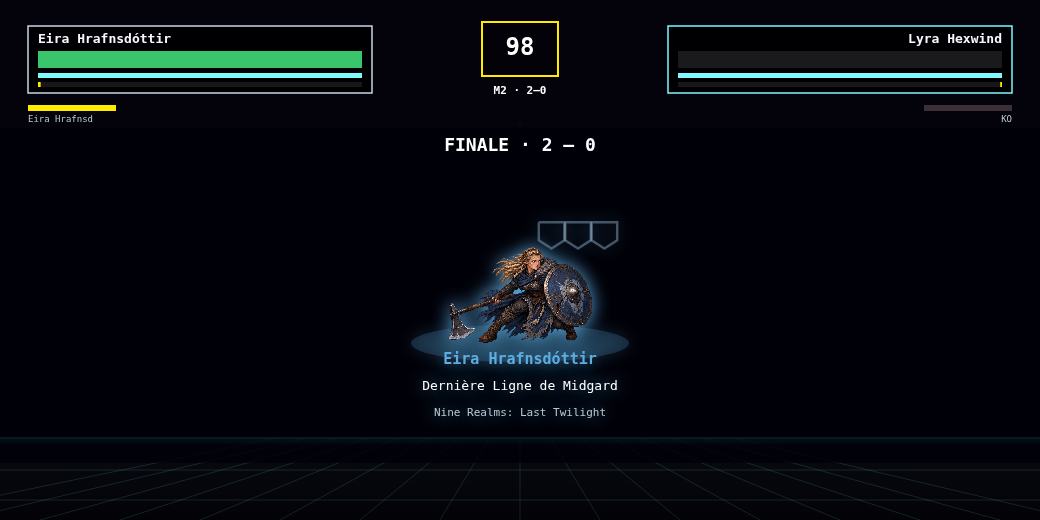 Eira Hrafnsdóttir
98
Lyra Hexwind
M2 · 2–0
Eira Hrafnsd
KO
FINALE · 2 — 0
Eira Hrafnsdóttir
Dernière Ligne de Midgard
Nine Realms: Last Twilight